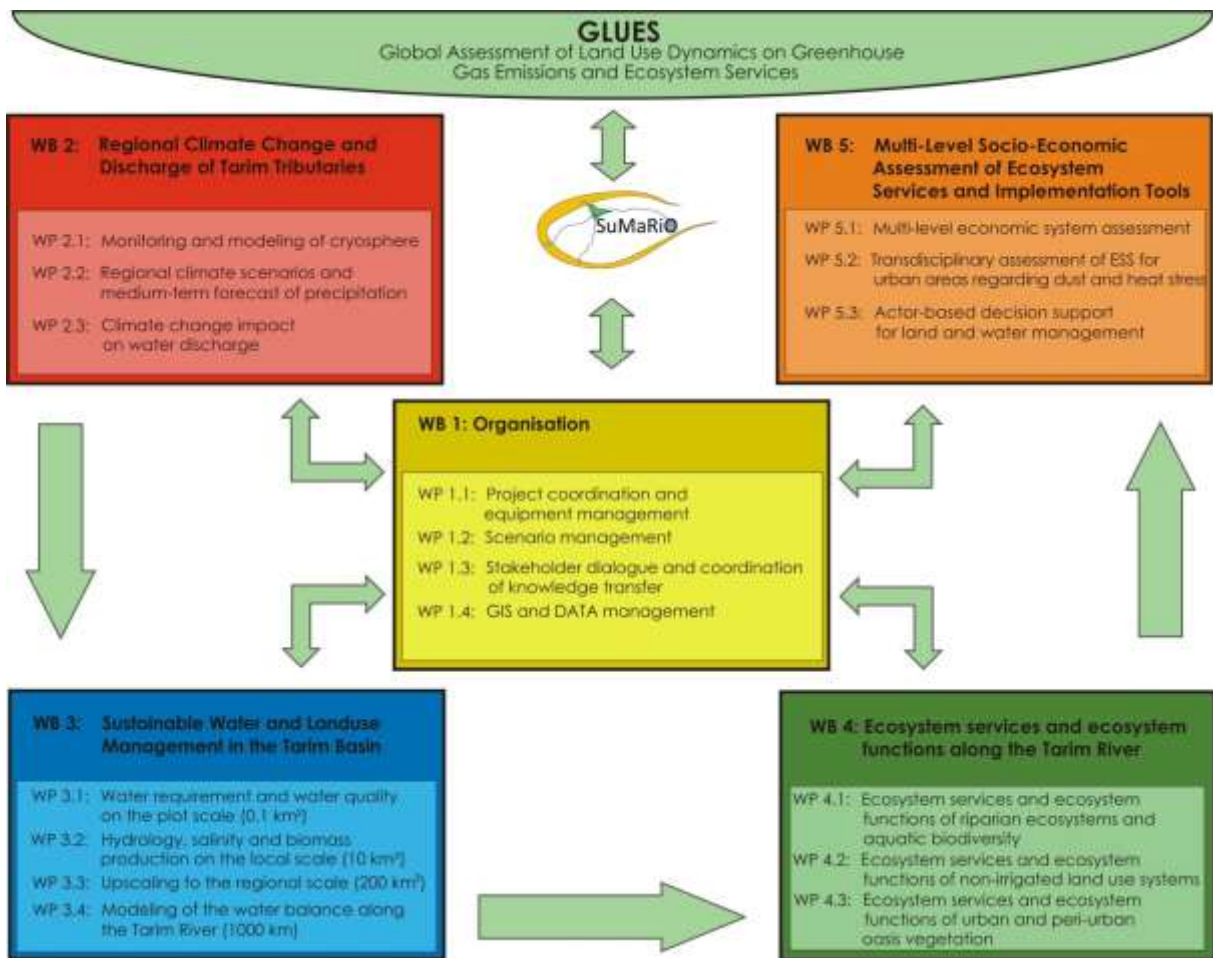 GLUES
Global Assessment of Land Use Dynamics on Greenhouse
Gas Emissions and Ecosystem Services
WB 2: Regional Climate Change and
Discharge of Tarim Tributaries
WP 2.1: Monitoring and modeling of cryosphere
WP 2.2: Regional climate scenarios and
medium-term forecast of precipitation
WP 2.3: Climate change impact
on water discharge
SuMaRiO
WB 5: Multi-Level Socio-Economic
Assessment of Ecosystem
Services and Implementation Tools
WP 5.1: Multi-level economic system assessment
WP 5.2: Transdisciplinary assessment of ESS for
urban areas regarding dust and heat stress
WP 5.3: Actor-based decision support
for land and water management
WB 1: Organisation
WP 1.1: Project coordination and
equipment management
WP 1.2: Scenario management
WP 1.3: Stakeholder dialogue and coordination
of knowledge transfer
WP 1.4: GIS and DATA management
WB 3: Sustainable Water and Landuse
Management in the Tarim Basin
WP 3.1: Water requirement and water quality
on the plot scale (0.1 km²)
WP 3.2: Hydrology, salinity and biomass
production on the local scale (10 km²)
WP 3.3: Upscaling to the regional scale (200 km²)
WP 3.4: Modeling of the water balance along
the Tarim River (1000 km)
WB 4: Ecosystem services and ecosystem
functions along the Tarim River
WP 4.1: Ecosystem services and ecosystem
functions of riparian ecosystems and
aquatic biodiversity
WP 4.2: Ecosystem services and ecosystem
functions of non-irrigated land use systems
WP 4.3: Ecosystem services and ecosystem
functions of urban and peri-urban
oasis vegetation